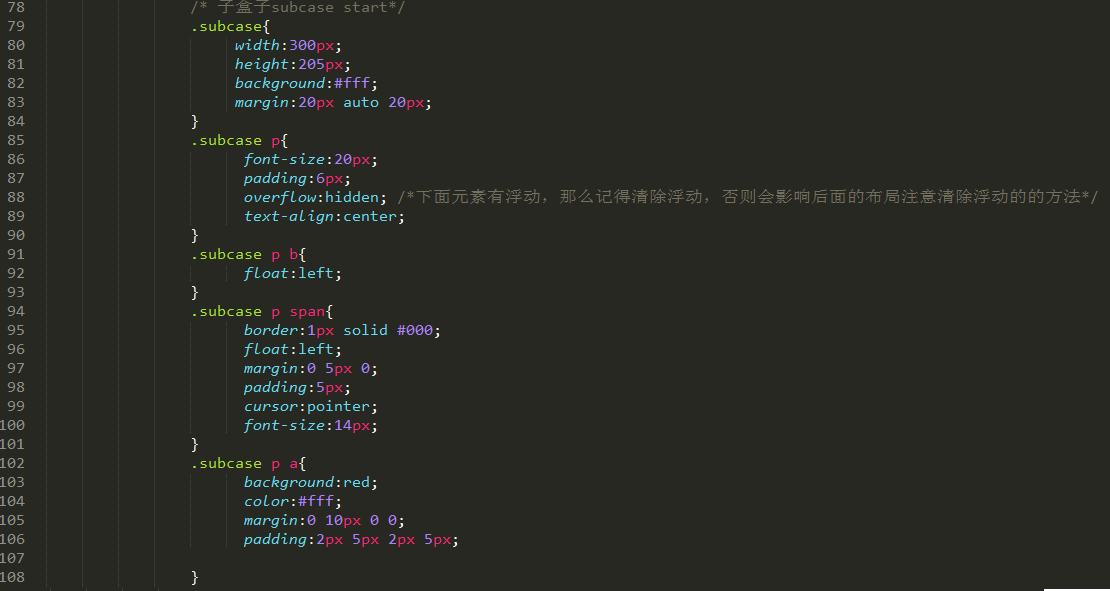 78 /* 子盒子subcase start*/
79 .subcase{
80 width:300px;
81 height:205px;
82 background:#fff;
83 margin:20px auto 20px;
84 }
85 .subcase p{
86 font-size:20px;
87 padding:6px;
88 overflow:hidden; /*下面元素有浮动，那么记得清除浮动，否则会影响后面的布局注意清除浮动的的方法*/
89 text-align:center;
90 }
91 .subcase p b{
92 float:left;
93 }
94 .subcase p span{
95 border:1px solid #000;
96 float:left;
97 margin:0 5px 0;
98 padding:5px;
99 cursor:pointer;
100 font-size:14px;
101 }
102 .subcase p a{
103 background:red;
104 color:#fff;
105 margin:0 10px 0 0;
106 padding:2px 5px 2px 5px;
107
108 }